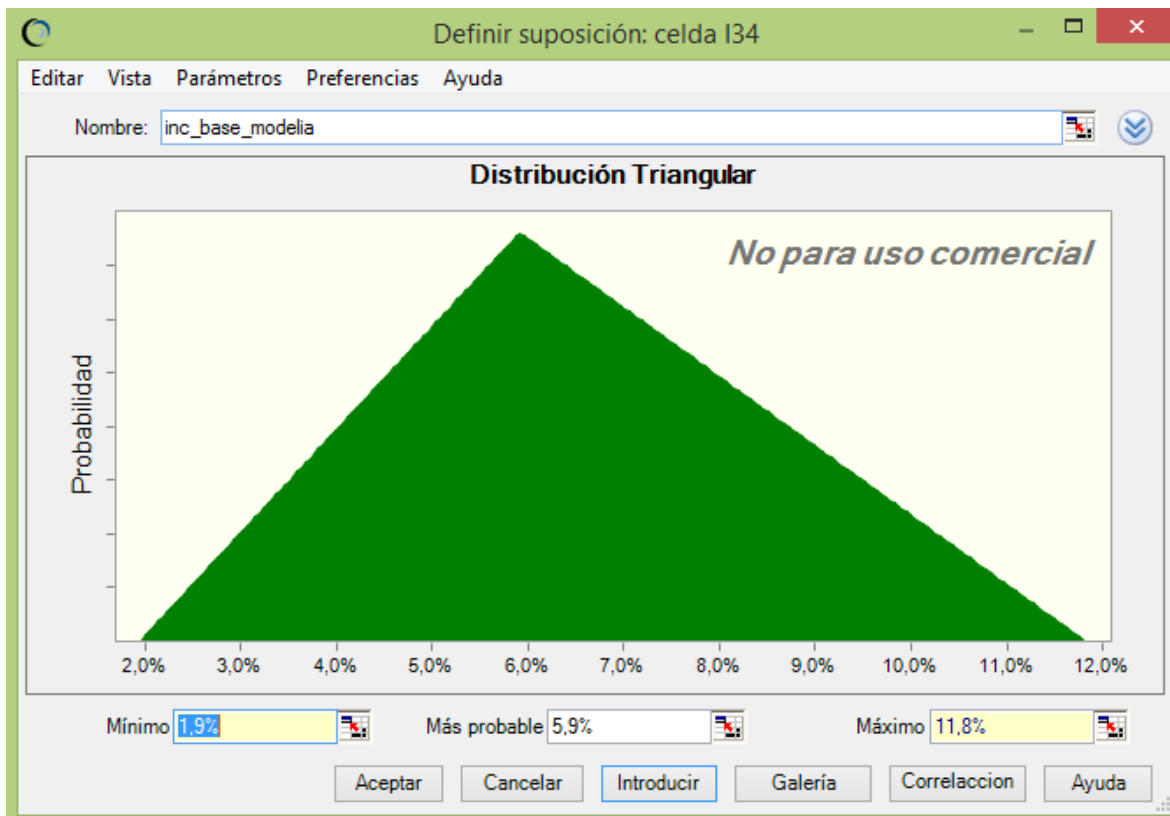 Definir suposición: celda I34
Editar Vista Parámetros Preferencias Ayuda
Nombre: inc_base_modelia
Distribución Triangular
No para uso comercial
Probabilidad
2,0% 3,0% 4,0% 5,0% 6,0% 7,0% 8,0% 9,0% 10,0% 11,0% 12,0%
Mínimo 1,9% Más probable 5,9% Máximo 11,8%
Aceptar Cancelar Introducir Galería Correlaccion Ayuda